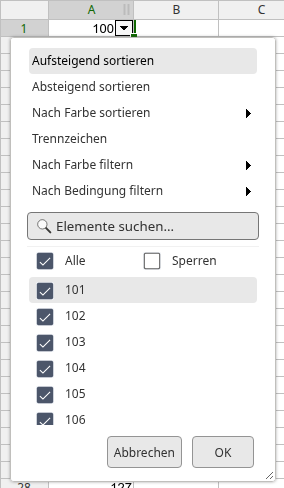 A B C
1 100
Aufsteigend sortieren
Absteigend sortieren
Nach Farbe sortieren
Trennzeichen
Nach Farbe filtern
Nach Bedingung filtern
Elemente suchen...
Alle Sperren
101
102
103
104
105
106
Abbrechen OK
28 127